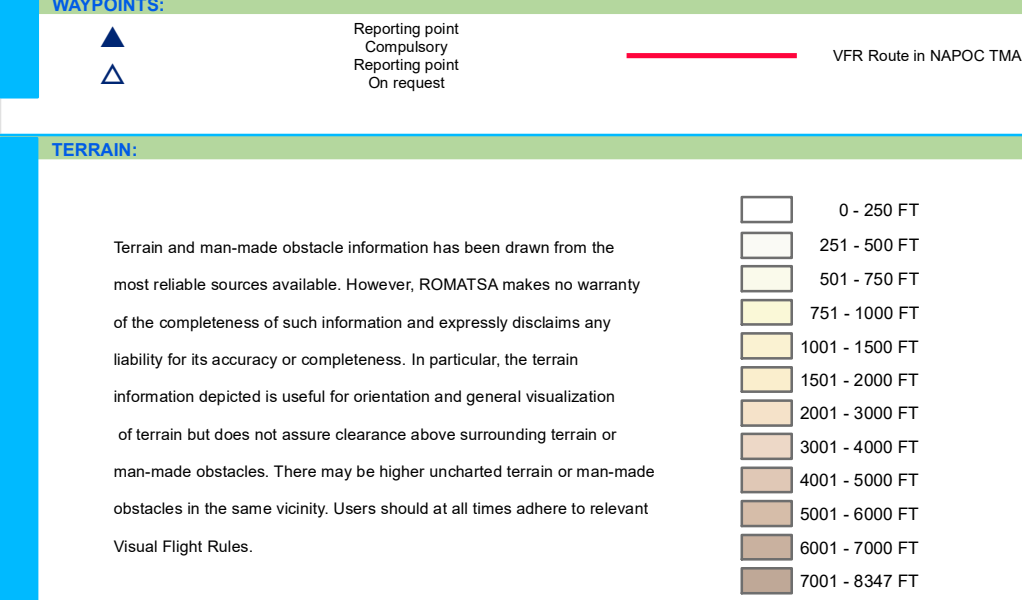 WAYPOINTS:
Reporting point
Compulsory
Reporting point
On request
VFR Route in NAPOC TMA
TERRAIN:
Terrain and man-made obstacle information has been drawn from the
most reliable sources available. However, ROMATSA makes no warranty
of the completeness of such information and expressly disclaims any
liability for its accuracy or completeness. In particular, the terrain
information depicted is useful for orientation and general visualization
of terrain but does not assure clearance above surrounding terrain or
man-made obstacles. There may be higher uncharted terrain or man-made
obstacles in the same vicinity. Users should at all times adhere to relevant
Visual Flight Rules.
0 - 250 FT
251 - 500 FT
501 - 750 FT
751 - 1000 FT
1001 - 1500 FT
1501 - 2000 FT
2001 - 3000 FT
3001 - 4000 FT
4001 - 5000 FT
5001 - 6000 FT
6001 - 7000 FT
7001 - 8347 FT